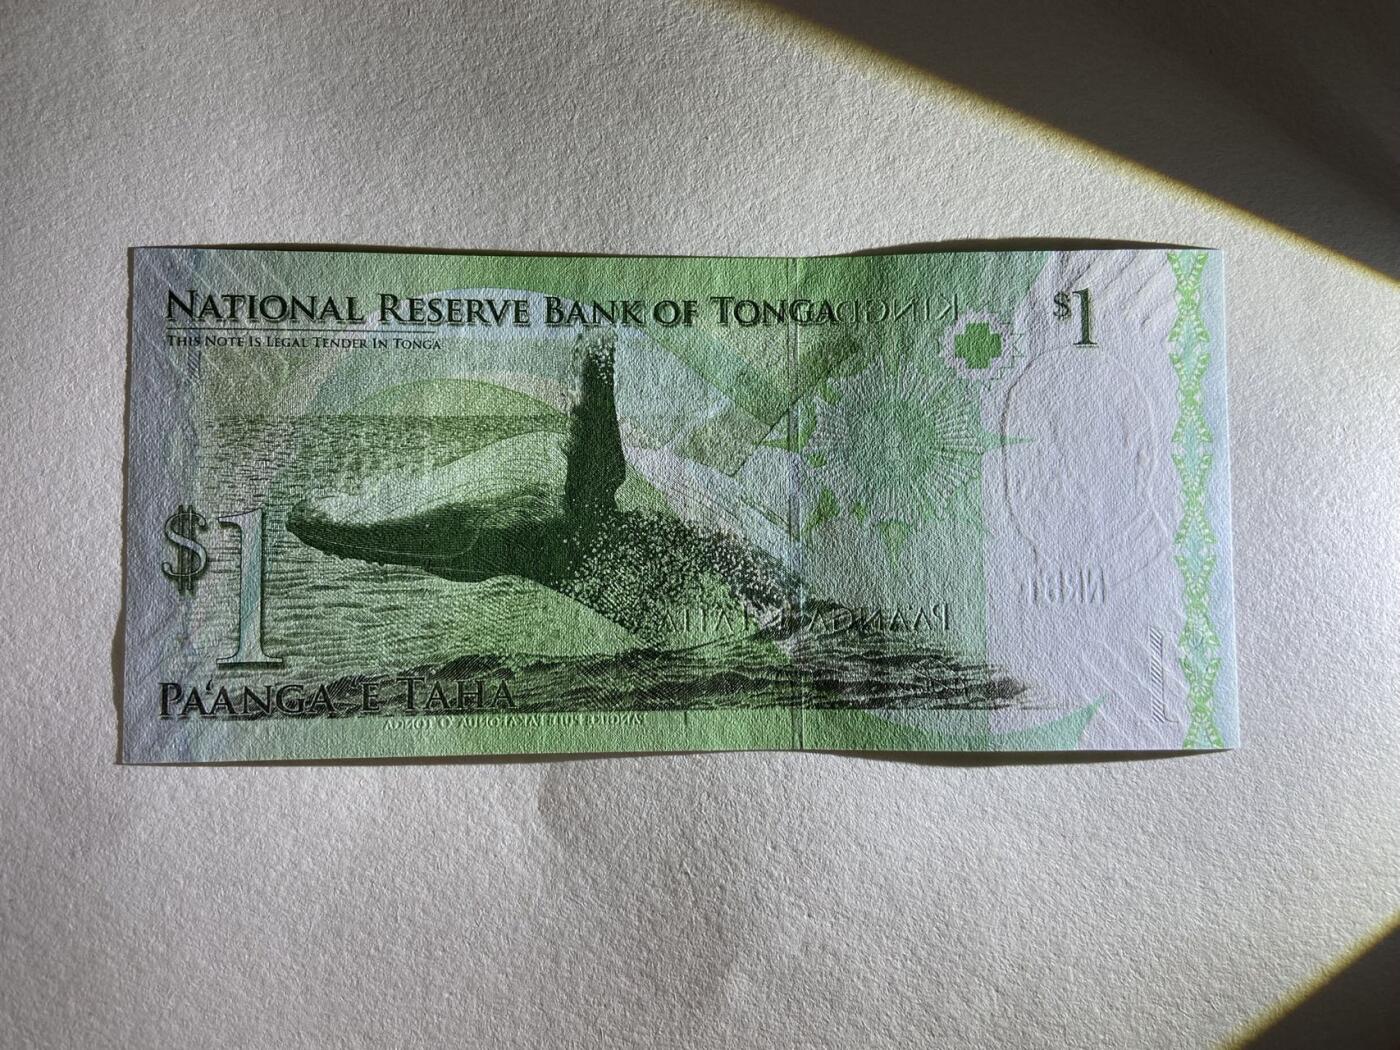 NATIONAL RESERVE BANK OF TONGA
THIS NOTE IS LEGAL TENDER IN TONGA
$1
$1
PA'ANGA 'E TAHA